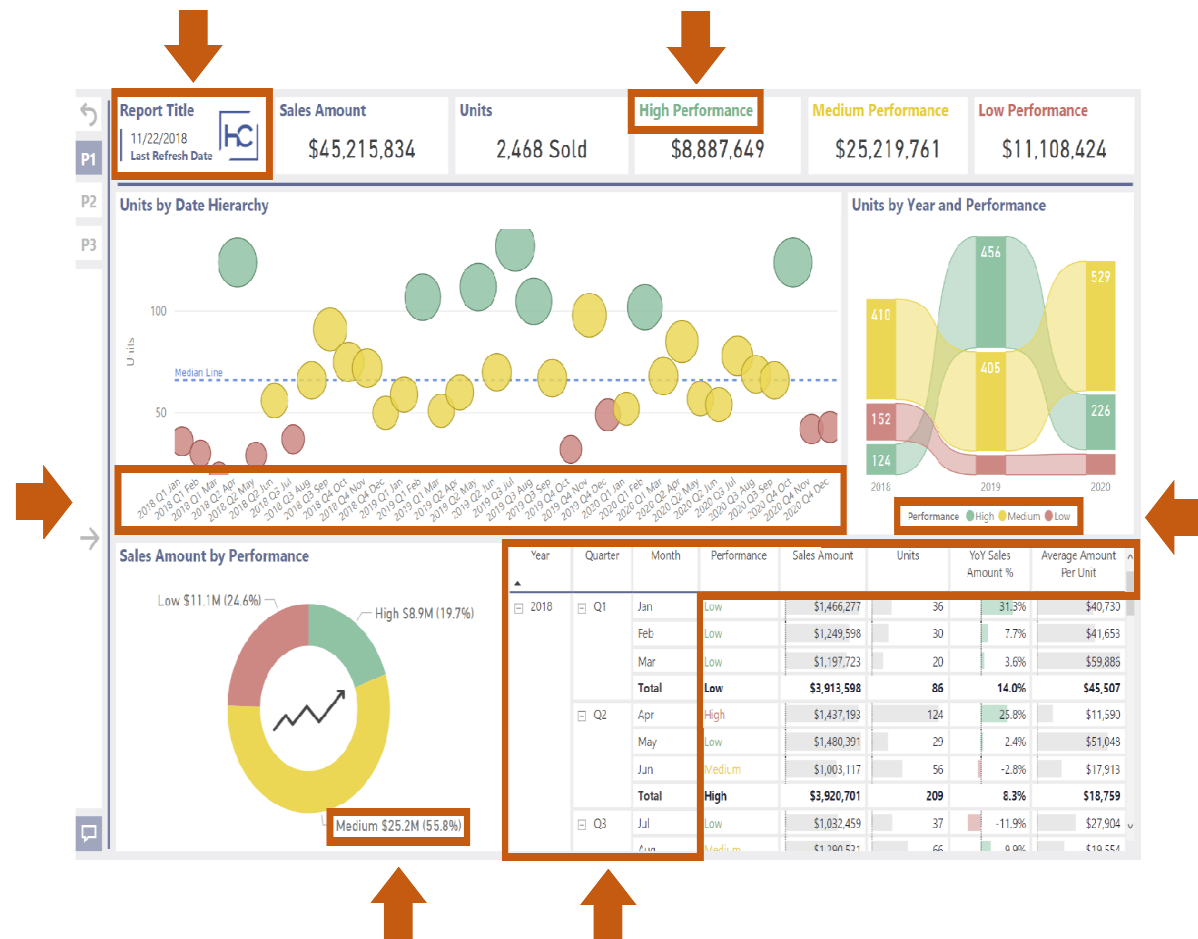 Report Title
11/22/2018
Last Refresh Date
HC
Sales Amount
$45,215,834
Units
2,468 Sold
High Performance
$8,887,649
Medium Performance
$25,219,761
Low Performance
$11,108,424
P1
P2
P3
Units by Date Hierarchy
Units
100
50
Median Line
2018 Q1 Jan
2018 Q1 Feb
2018 Q1 Mar
2018 Q2 Apr
2018 Q2 May
2018 Q2 Jun
2018 Q3 Jul
2018 Q3 Aug
2018 Q3 Sep
2018 Q4 Oct
2018 Q4 Nov
2018 Q4 Dec
2019 Q1 Jan
2019 Q1 Feb
2019 Q1 Mar
2019 Q2 Apr
2019 Q2 May
2019 Q2 Jun
2019 Q3 Jul
2019 Q3 Aug
2019 Q3 Sep
2019 Q4 Oct
2019 Q4 Nov
2019 Q4 Dec
2020 Q1 Jan
2020 Q1 Feb
2020 Q1 Mar
2020 Q2 Apr
2020 Q2 May
2020 Q2 Jun
2020 Q3 Jul
2020 Q3 Aug
2020 Q3 Sep
2020 Q4 Oct
2020 Q4 Nov
2020 Q4 Dec
Units by Year and Performance
410
152
124
456
405
529
226
2018 2019 2020
Performance High Medium Low
Sales Amount by Performance
Low $11.1M (24.6%)
High $8.9M (19.7%)
Medium $25.2M (55.8%)
Year Quarter Month Performance Sales Amount Units YoY Sales Amount % Average Amount Per Unit
2018 Q1 Jan Low $1,466,277 36 31.3% $40,730
Feb Low $1,249,598 30 7.7% $41,653
Mar Low $1,197,723 20 3.6% $59,886
Total Low $3,913,598 86 14.0% $45,507
Q2 Apr High $1,437,193 124 25.8% $11,590
May Low $1,480,391 29 2.4% $51,048
Jun Medium $1,003,117 56 -2.8% $17,913
Total High $3,920,701 209 8.3% $18,759
Q3 Jul Low $1,032,459 37 -11.9% $27,904
Aug Medium $1,290,531 66 9.9% $19,554